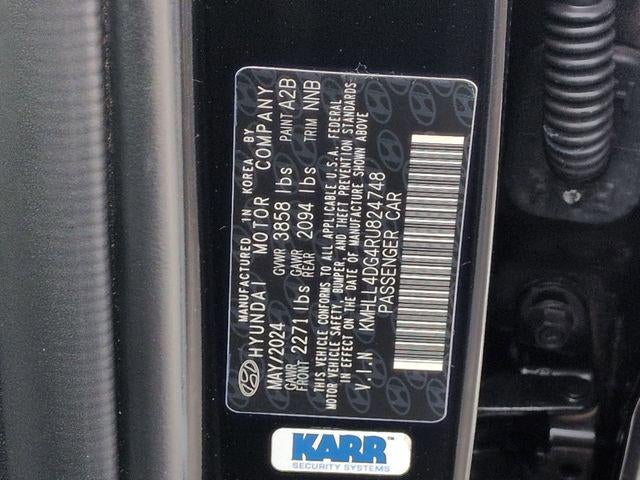 MANUFACTURED IN KOREA BY
HYUNDAI MOTOR COMPANY
MAY/2024 GVWR 3858 lbs PAINT A2B
GAWR FRONT 2271 lbs GAWR REAR 2094 lbs TRIM NNB
THIS VEHICLE CONFORMS TO ALL APPLICABLE U.S.A. FEDERAL
MOTOR VEHICLE SAFETY, BUMPER, AND THEFT PREVENTION STANDARDS
IN EFFECT ON THE DATE OF MANUFACTURE SHOWN ABOVE
V.I.N KMHLL4DG4RU824748
PASSENGER CAR
KARR™
SECURITY SYSTEMS